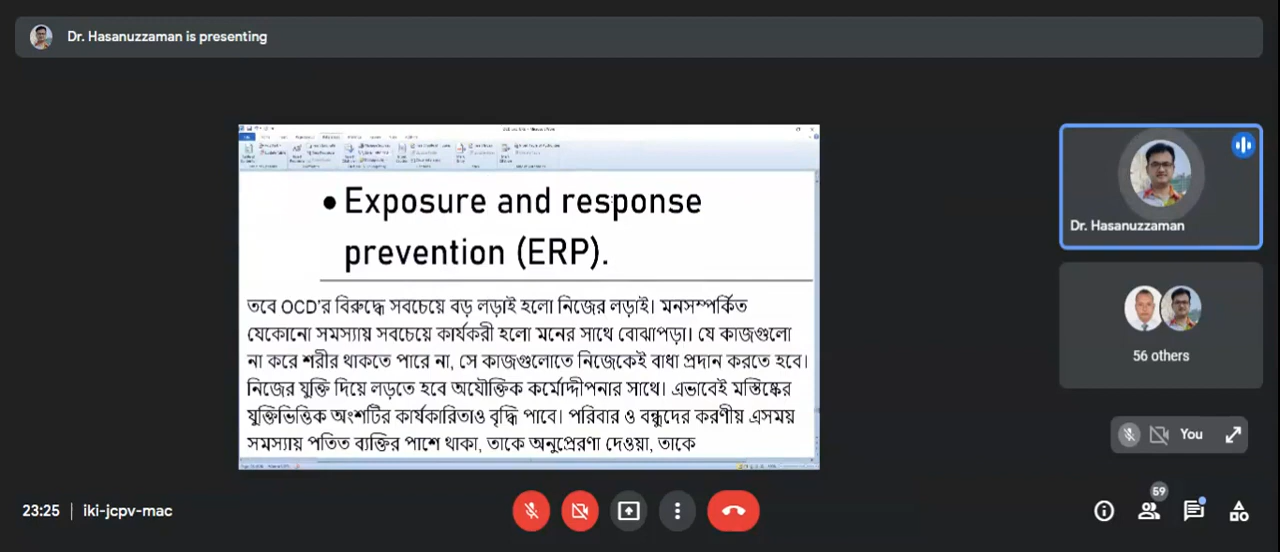 Dr. Hasanuzzaman is presenting
• Exposure and response
prevention (ERP).
তবে OCD'র বিরুদ্ধে সবচেয়ে বড় লড়াই হলো নিজের লড়াই। মনসম্পর্কিত
যেকোনো সমস্যায় সবচেয়ে কার্যকরী হলো মনের সাথে বোঝাপড়া। যে কাজগুলো
না করে শরীর থাকতে পারে না, সে কাজগুলোতে নিজেকেই বাধা প্রদান করতে হবে।
নিজের যুক্তি দিয়ে লড়তে হবে অযৌক্তিক কর্মোদ্দীপনার সাথে। এভাবেই মস্তিষ্কের
যুক্তিভিত্তিক অংশটির কার্যকারিতাও বৃদ্ধি পাবে। পরিবার ও বন্ধুদের করণীয় এসময়
সমস্যায় পতিত ব্যক্তির পাশে থাকা, তাকে অনুপ্রেরণা দেওয়া, তাকে
Dr. Hasanuzzaman
56 others
You
23:25 | iki-jcpv-mac
59